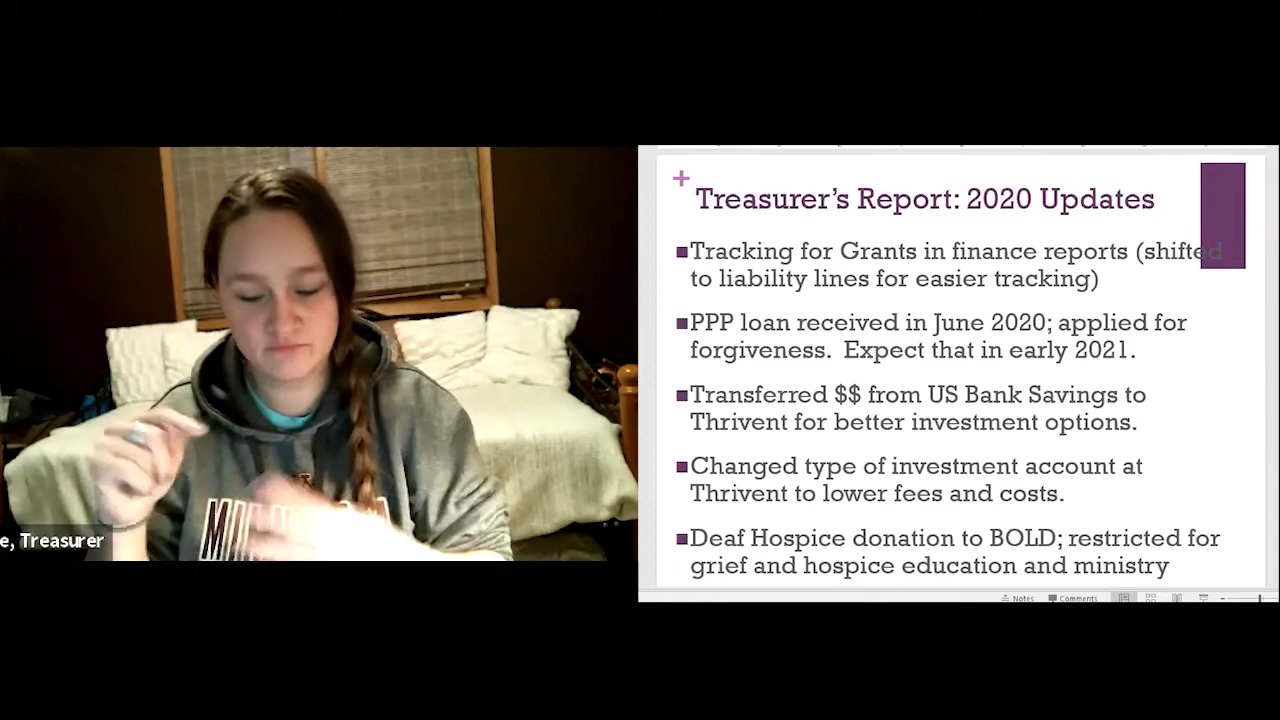 e, Treasurer
+
Treasurer's Report: 2020 Updates
■Tracking for Grants in finance reports (shifted
to liability lines for easier tracking)
■PPP loan received in June 2020; applied for
forgiveness.  Expect that in early 2021.
■Transferred $$ from US Bank Savings to
Thrivent for better investment options.
■Changed type of investment account at
Thrivent to lower fees and costs.
■Deaf Hospice donation to BOLD; restricted for
grief and hospice education and ministry
Notes Comments